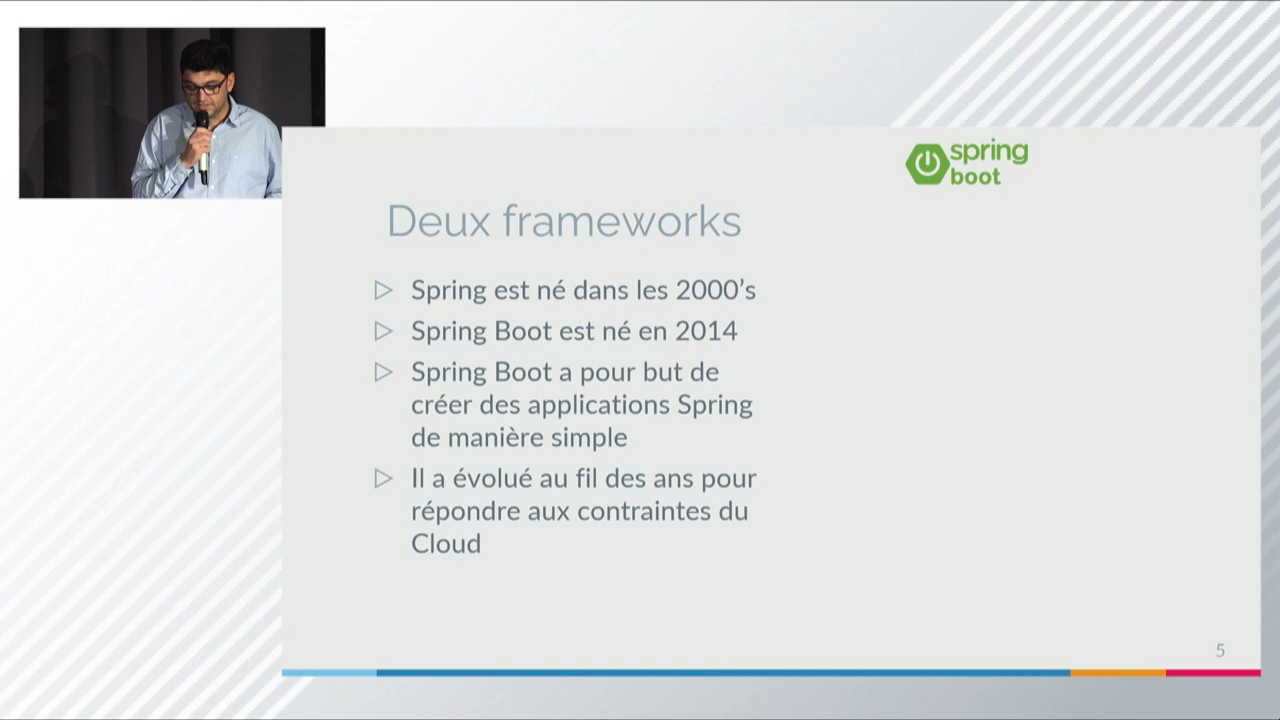 spring
boot
Deux frameworks
Spring est né dans les 2000’s
Spring Boot est né en 2014
Spring Boot a pour but de
créer des applications Spring
de manière simple
Il a évolué au fil des ans pour
répondre aux contraintes du
Cloud
5